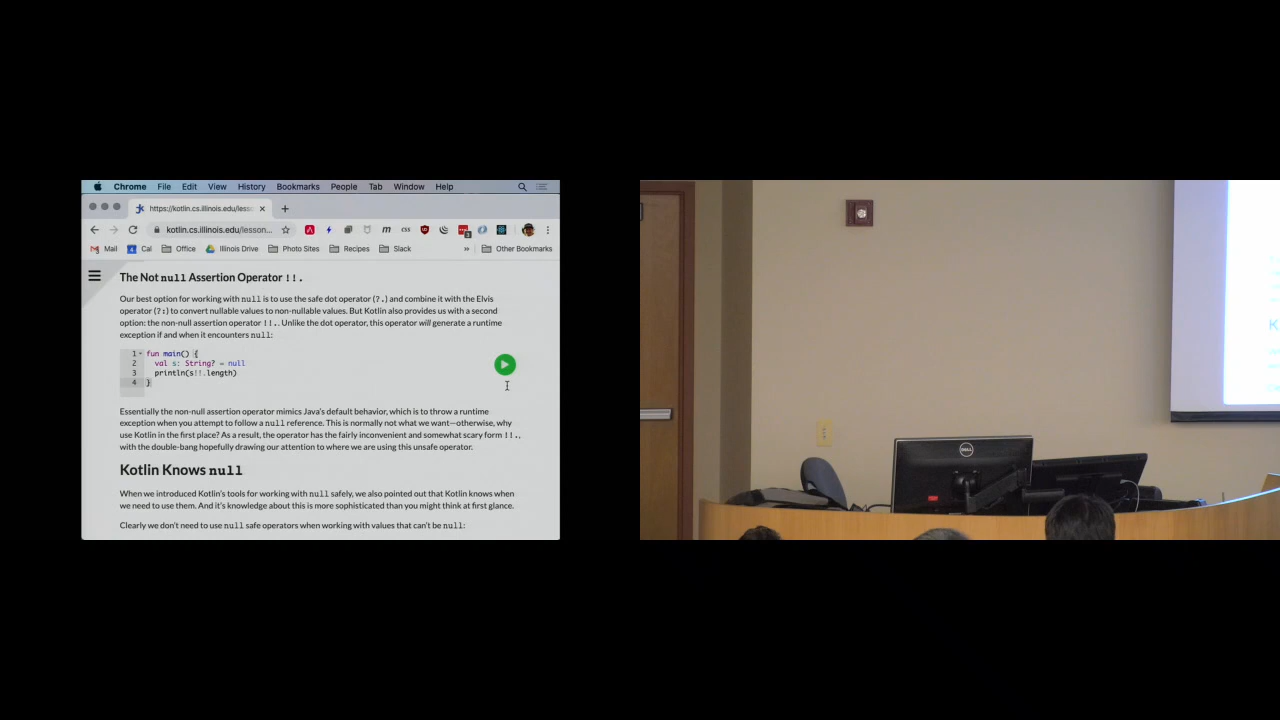 Chrome File Edit View History Bookmarks People Tab Window Help
https://kotlin.cs.illinois.edu/less
kotlin.cs.illinois.edu/lesson...
Mail Cal Office Illinois Drive Photo Sites Recipes Slack » Other Bookmarks
The Not null Assertion Operator !!.
Our best option for working with null is to use the safe dot operator (?.) and combine it with the Elvis
operator (?:) to convert nullable values to non-nullable values. But Kotlin also provides us with a second
option: the non-null assertion operator !!.. Unlike the dot operator, this operator will generate a runtime
exception if and when it encounters null:
1 fun main() {
2 val s: String? = null
3 println(s!!.length)
4 }
Essentially the non-null assertion operator mimics Java's default behavior, which is to throw a runtime
exception when you attempt to follow a null reference. This is normally not what we want—otherwise, why
use Kotlin in the first place? As a result, the operator has the fairly inconvenient and somewhat scary form !!.,
with the double-bang hopefully drawing our attention to where we are using this unsafe operator.
Kotlin Knows null
When we introduced Kotlin's tools for working with null safely, we also pointed out that Kotlin knows when
we need to use them. And it's knowledge about this is more sophisticated than you might think at first glance.
Clearly we don't need to use null safe operators when working with values that can't be null:
DELL